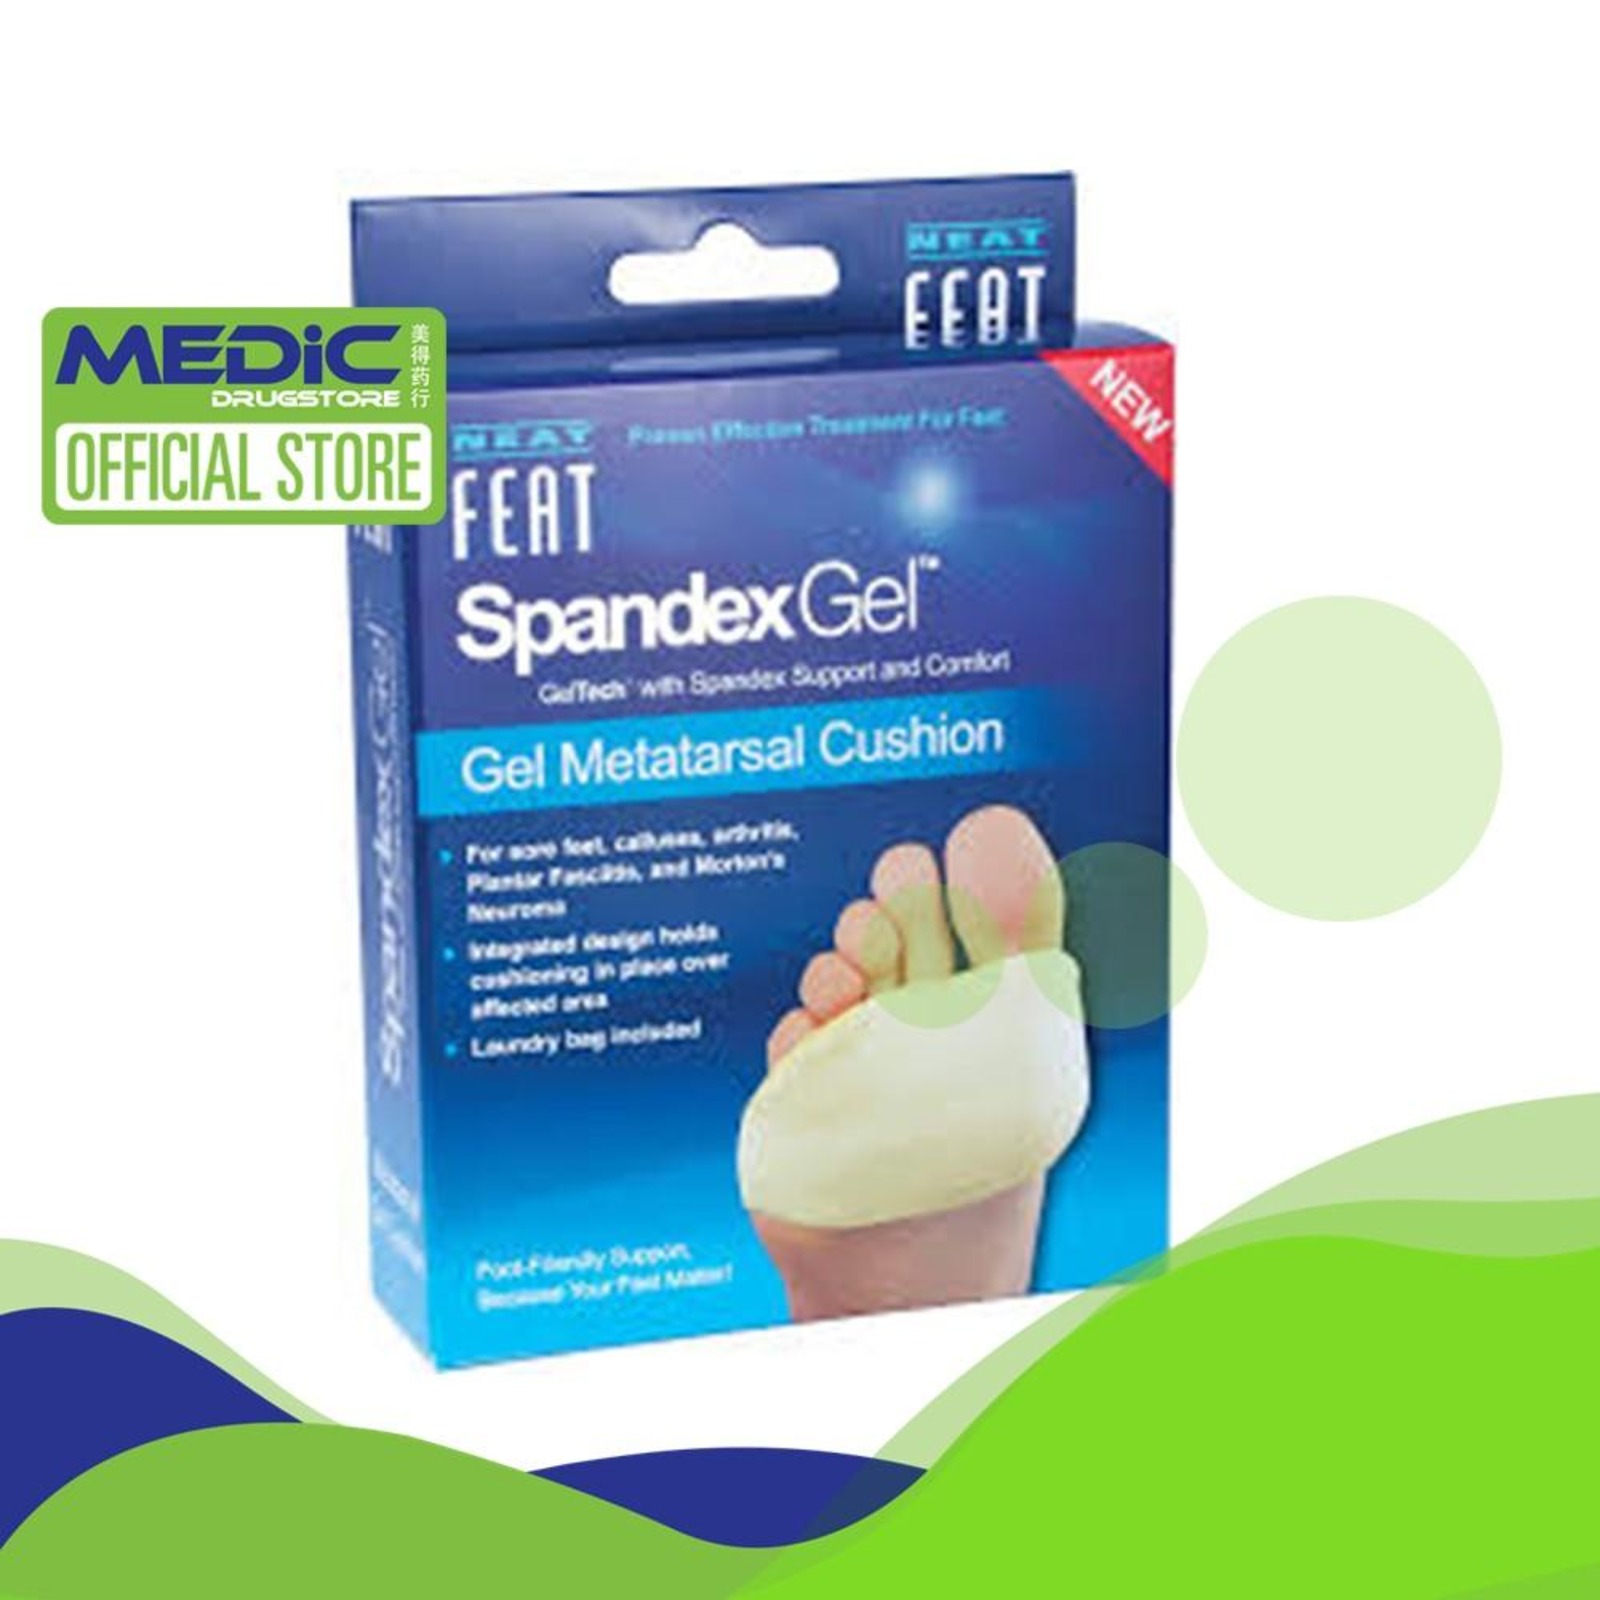 NEAT
FEAT
NEW
MEDiC
DRUGSTORE
美得药行
OFFICIAL STORE
NEAT
FEAT
Proven Effective Treatment For Feet
SpandexGel™
GelTech™ with Spandex Support and Comfort
Gel Metatarsal Cushion
For sore feet, calluses, arthritis,
Plantar Fasciitis, and Morton's
Neuroma
Integrated design holds
cushioning in place over
affected area
Laundry bag included
Foot-Friendly Support,
Because Your Feet Matter!
SpandexGel